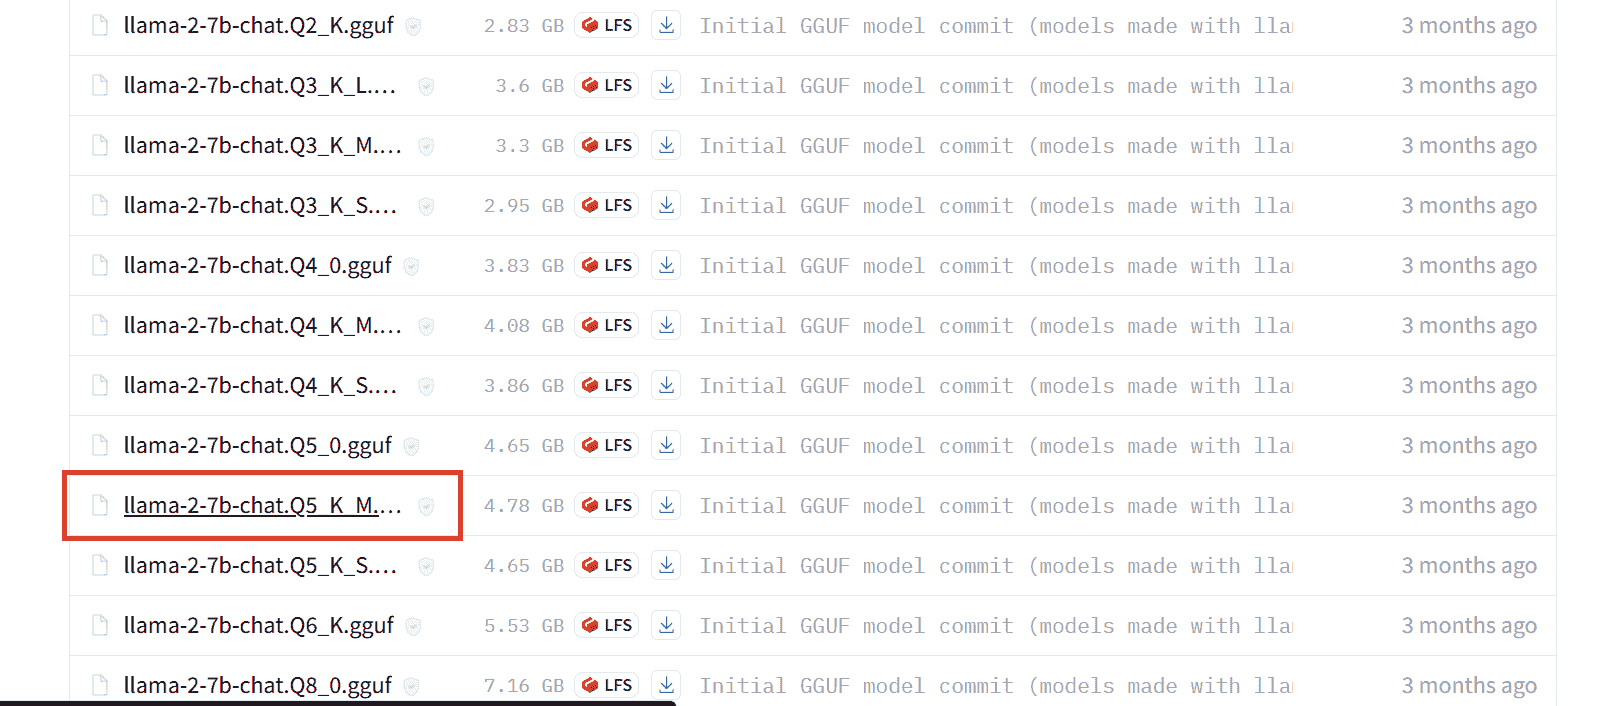 llama-2-7b-chat.Q2_K.gguf 2.83 GB LFS Initial GGUF model commit (models made with lla 3 months ago
llama-2-7b-chat.Q3_K_L.... 3.6 GB LFS Initial GGUF model commit (models made with lla 3 months ago
llama-2-7b-chat.Q3_K_M.... 3.3 GB LFS Initial GGUF model commit (models made with lla 3 months ago
llama-2-7b-chat.Q3_K_S.... 2.95 GB LFS Initial GGUF model commit (models made with lla 3 months ago
llama-2-7b-chat.Q4_0.gguf 3.83 GB LFS Initial GGUF model commit (models made with lla 3 months ago
llama-2-7b-chat.Q4_K_M.... 4.08 GB LFS Initial GGUF model commit (models made with lla 3 months ago
llama-2-7b-chat.Q4_K_S.... 3.86 GB LFS Initial GGUF model commit (models made with lla 3 months ago
llama-2-7b-chat.Q5_0.gguf 4.65 GB LFS Initial GGUF model commit (models made with lla 3 months ago
llama-2-7b-chat.Q5_K_M.... 4.78 GB LFS Initial GGUF model commit (models made with lla 3 months ago
llama-2-7b-chat.Q5_K_S.... 4.65 GB LFS Initial GGUF model commit (models made with lla 3 months ago
llama-2-7b-chat.Q6_K.gguf 5.53 GB LFS Initial GGUF model commit (models made with lla 3 months ago
llama-2-7b-chat.Q8_0.gguf 7.16 GB LFS Initial GGUF model commit (models made with lla 3 months ago